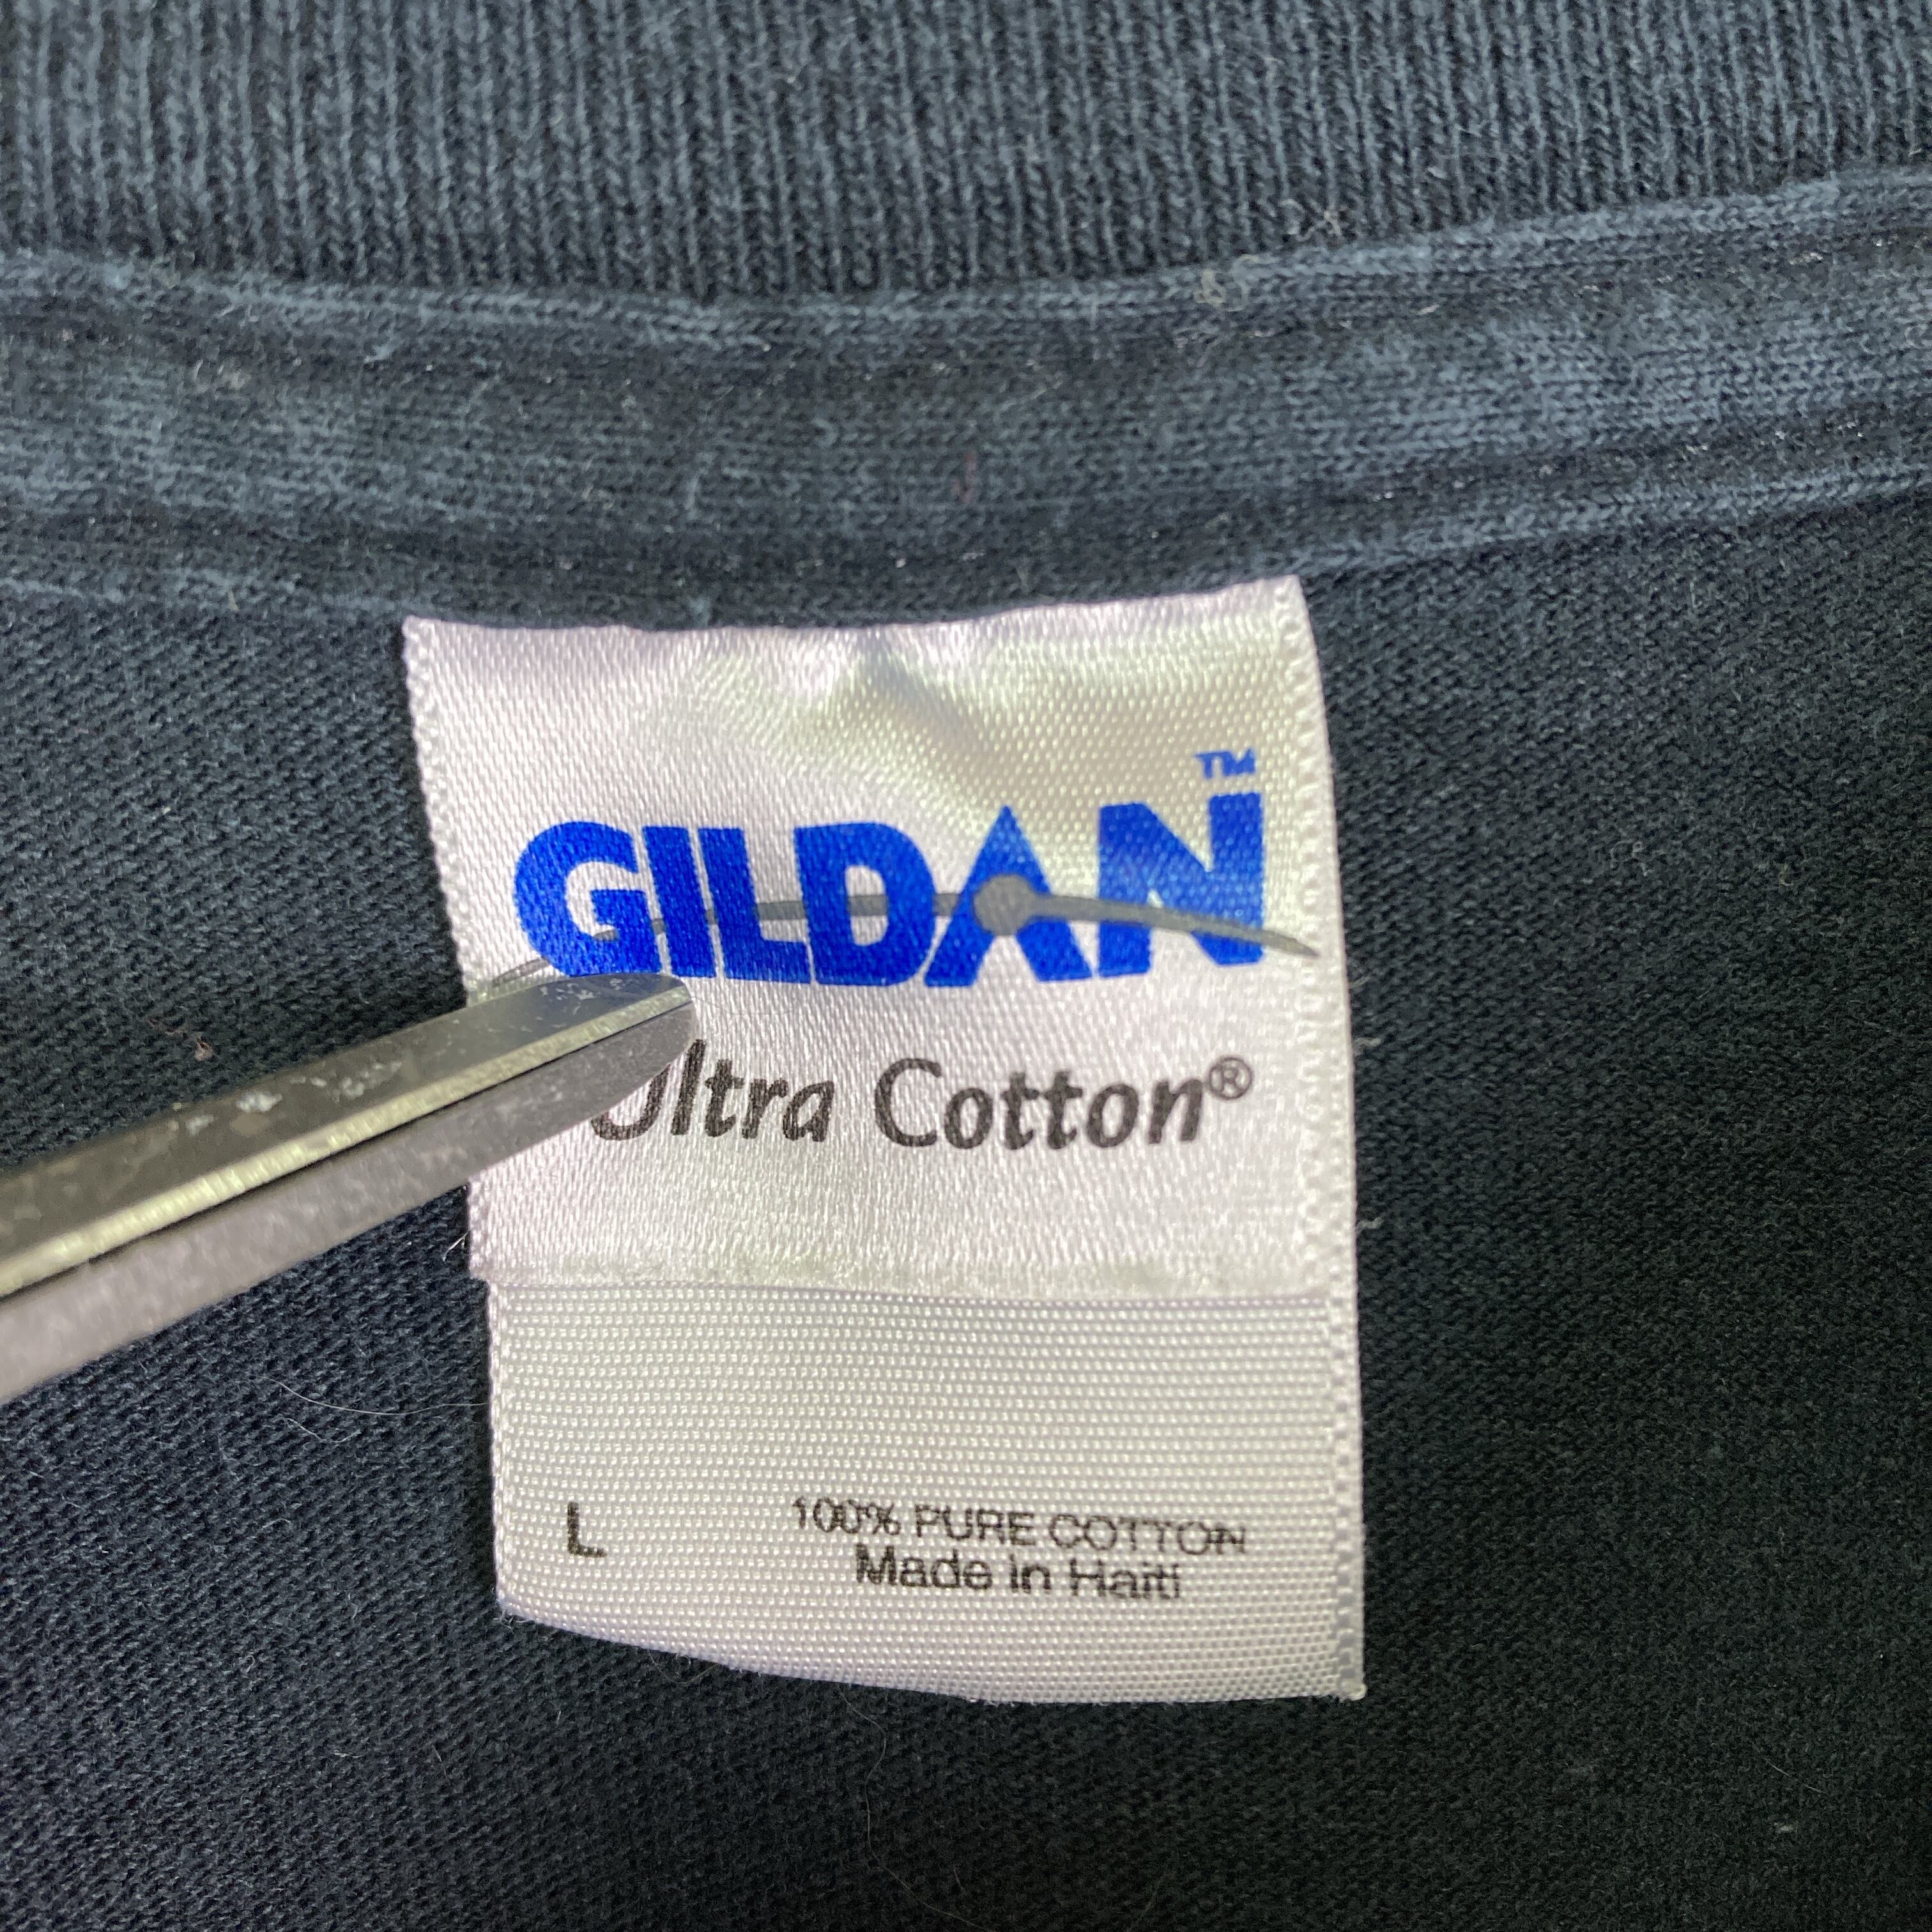 GILDAN™
Ultra Cotton®
L
100% PURE COTTON
Made in Haiti